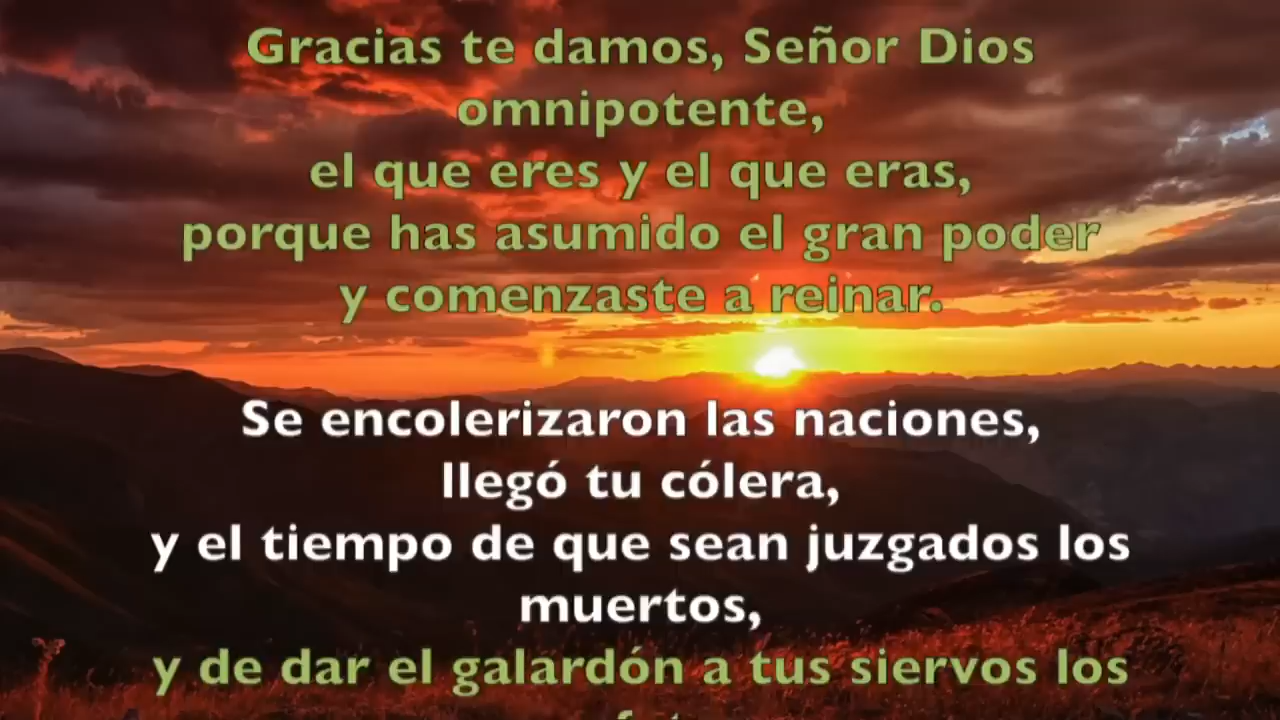 Gracias te damos, Señor Dios
omnipotente,
el que eres y el que eras,
porque has asumido el gran poder
y comenzaste a reinar.
Se encolerizaron las naciones,
llegó tu cólera,
y el tiempo de que sean juzgados los
muertos,
y de dar el galardón a tus siervos los